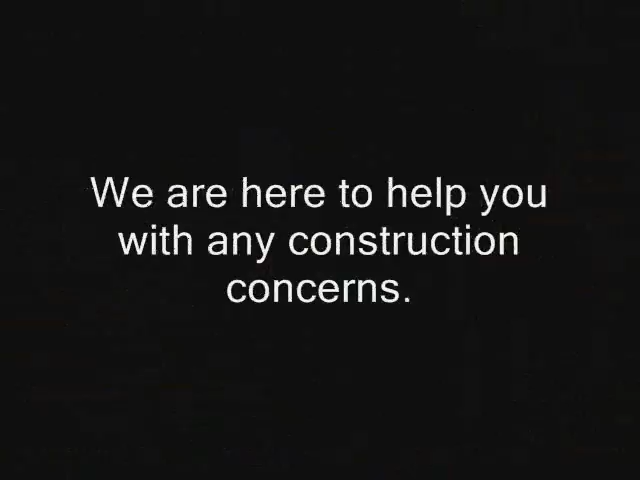 We are here to help you
with any construction
concerns.